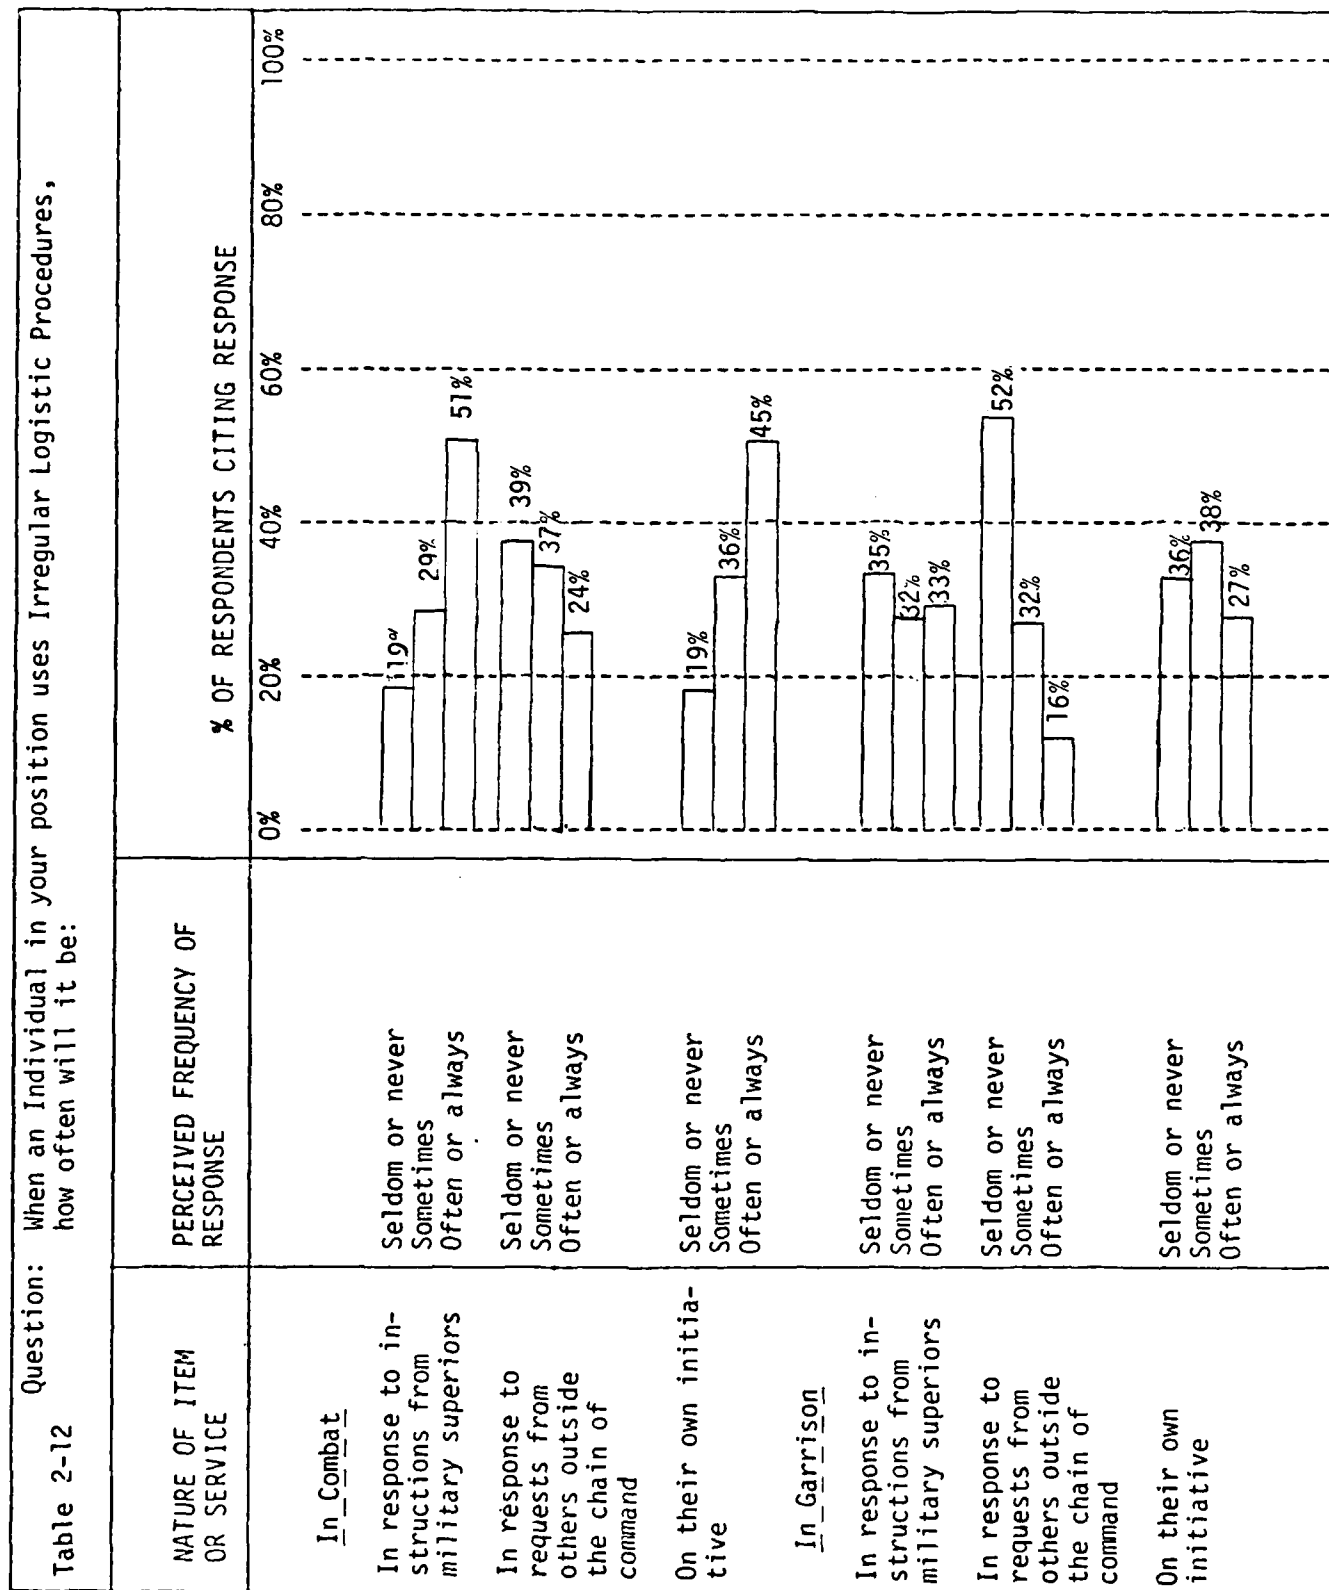 Table 2-12 Question: When an Individual in your position uses Irregular Logistic Procedures,
how often will it be:
NATURE OF ITEM
OR SERVICE
PERCEIVED FREQUENCY OF
RESPONSE
% OF RESPONDENTS CITING RESPONSE
0% 20% 40% 60% 80% 100%
In Combat
In response to in-
structions from
military superiors
Seldom or never 19%
Sometimes 29%
Often or always 51%
In response to
requests from
others outside
the chain of
command
Seldom or never 39%
Sometimes 37%
Often or always 24%
On their own initia-
tive
Seldom or never 19%
Sometimes 36%
Often or always 45%
In Garrison
In response to in-
structions from
military superiors
Seldom or never 35%
Sometimes 32%
Often or always 33%
In response to
requests from
others outside
the chain of
command
Seldom or never 52%
Sometimes 32%
Often or always 16%
On their own
initiative
Seldom or never 36%
Sometimes 38%
Often or always 27%